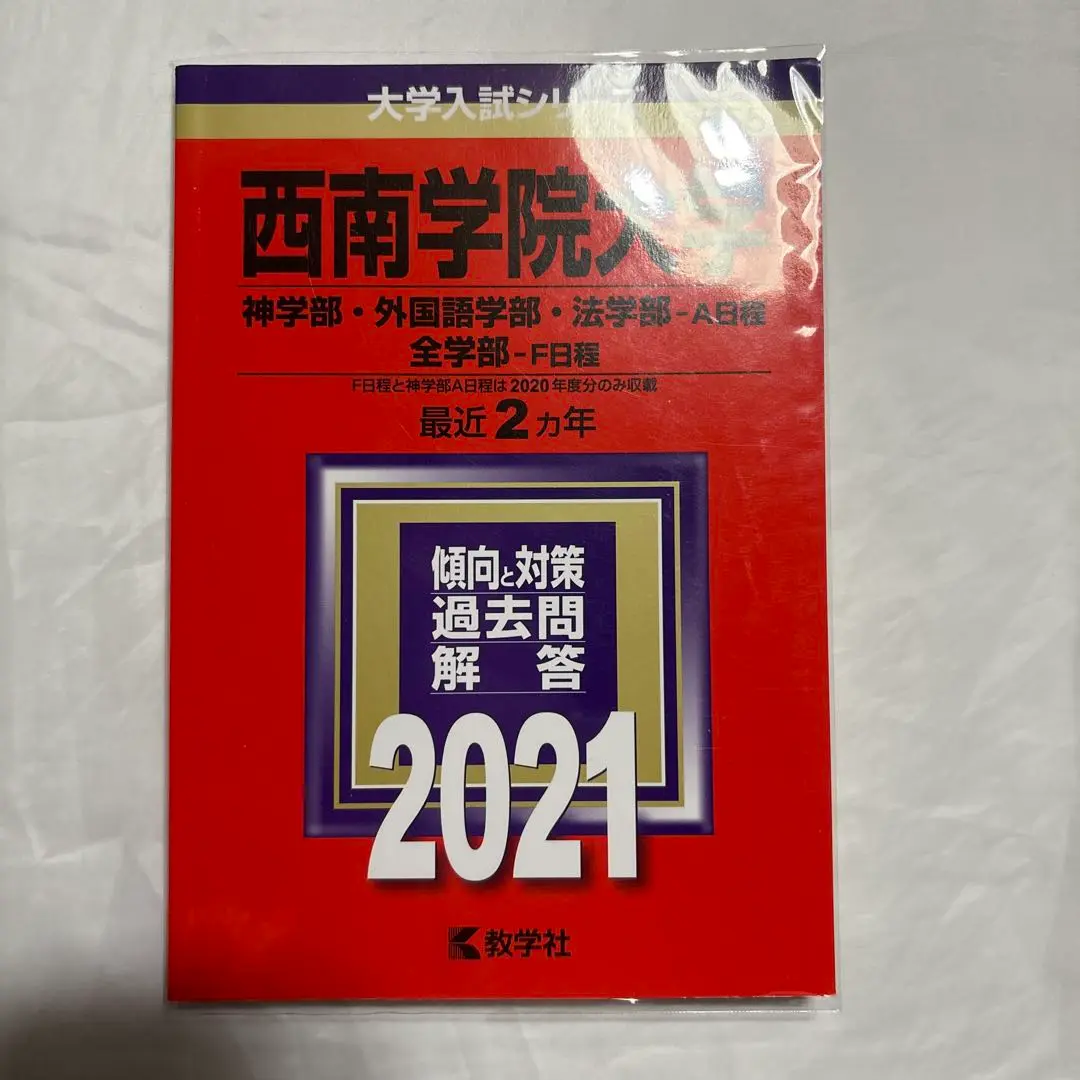 大学入試シリーズ
西南学院大学
神学部・外国語学部・法学部-A日程
全学部-F日程
F日程と神学部A日程は2020年度分のみ収載
最近2カ年
傾向と対策
過去問
解答
2021
教学社